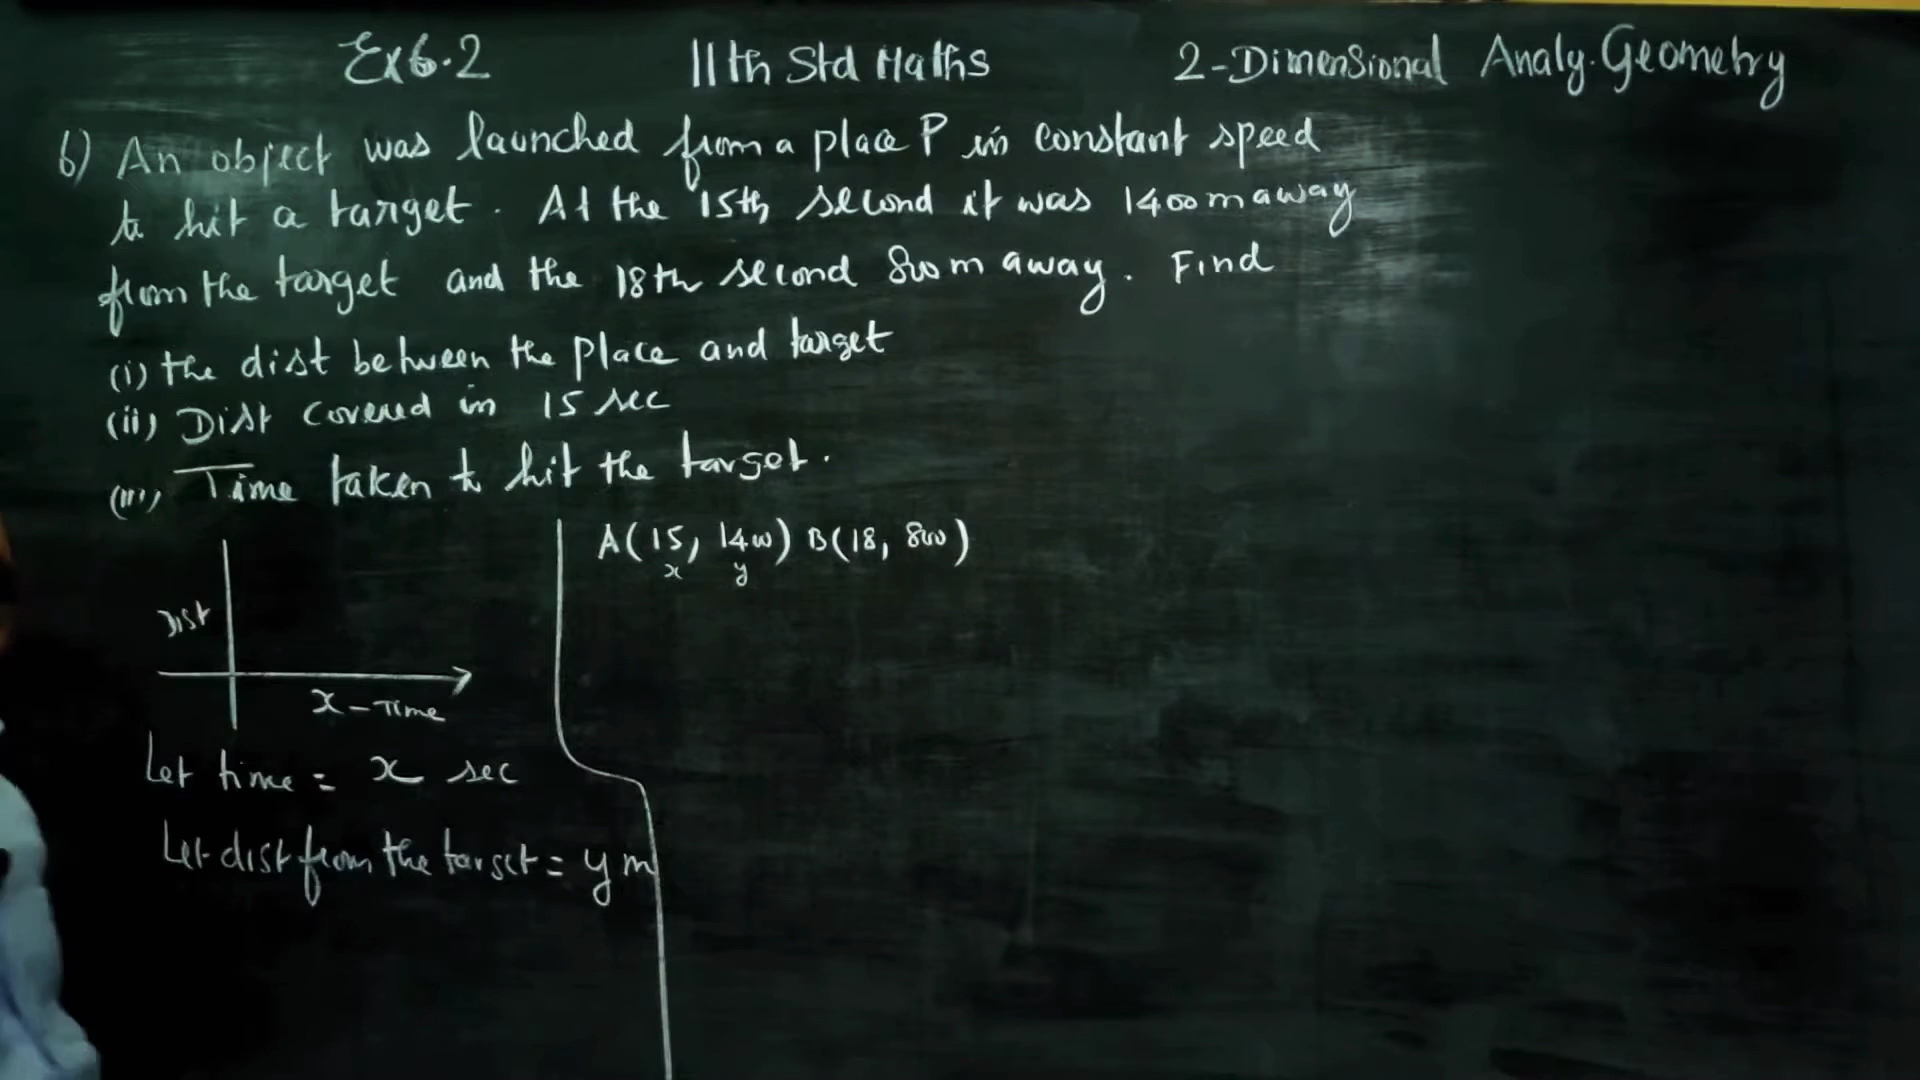 Ex6.2 11th Std Maths 2-Dimensional Analy.Geometry
6) An object was launched from a place P in constant speed
to hit a target. At the 15th second it was 1400m away
from the target and the 18th second 800m away. Find
(i) the dist between the place and target
(ii) Dist covered in 15 sec
(iii) Time taken to hit the target.
A(15, 1400) B(18, 800)
x y
Dist
x-Time
Let time = x sec
Let dist from the target = y m